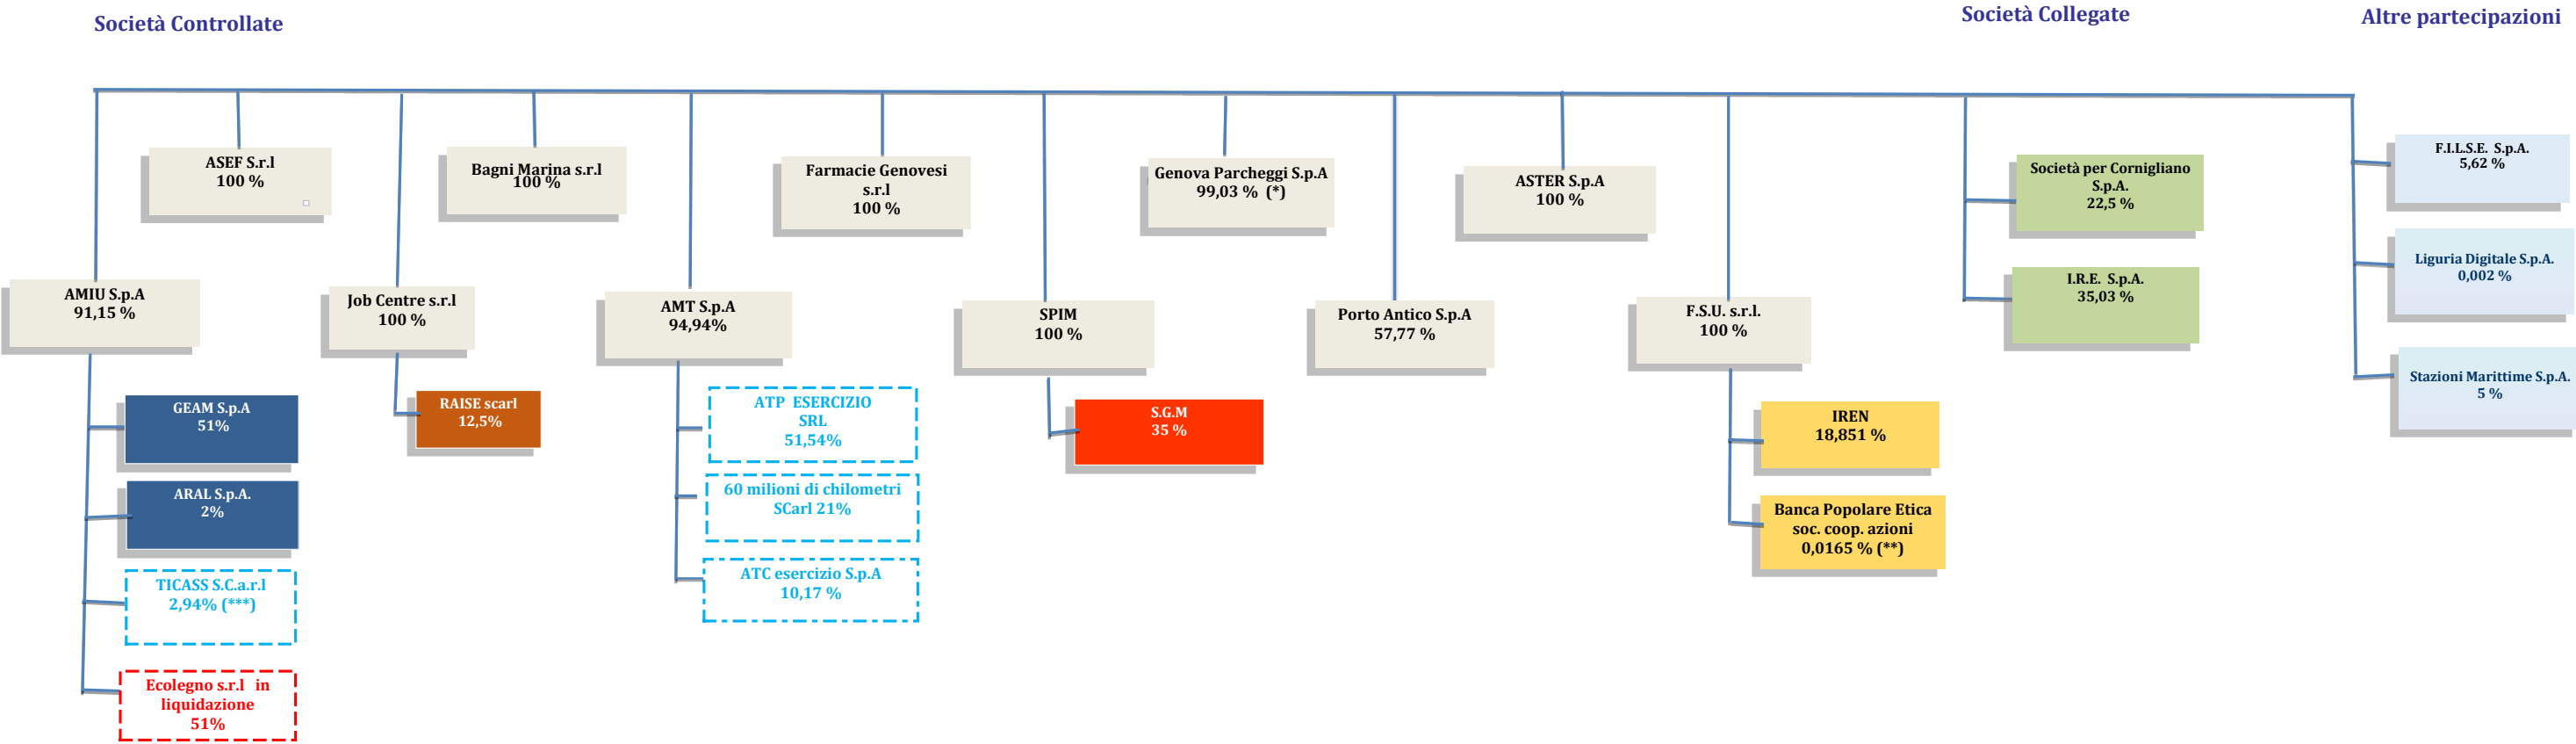 Società Controllate
Società Collegate
Altre partecipazioni
ASEF S.r.l
100 %
Bagni Marina s.r.l
100 %
Farmacie Genovesi
s.r.l
100 %
Genova Parcheggi S.p.A
99,03 % (*)
ASTER S.p.A
100 %
Società per Cornigliano
S.p.A.
22,5 %
F.I.L.S.E. S.p.A.
5,62 %
Liguria Digitale S.p.A.
0,002 %
AMIU S.p.A
91,15 %
Job Centre s.r.l
100 %
AMT S.p.A
94,94%
SPIM
100 %
Porto Antico S.p.A
57,77 %
F.S.U. s.r.l.
100 %
I.R.E. S.p.A.
35,03 %
Stazioni Marittime S.p.A.
5 %
GEAM S.p.A
51%
ARAL S.p.A.
2%
TICASS S.C.a.r.l
2,94% (***)
Ecolegno s.r.l in
liquidazione
51%
RAISE scarl
12,5%
ATP ESERCIZIO
SRL
51,54%
60 milioni di chilometri
SCarl 21%
ATC esercizio S.p.A
10,17 %
S.G.M
35 %
IREN
18,851 %
Banca Popolare Etica
soc. coop. azioni
0,0165 % (**)